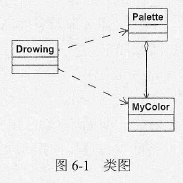 Palette
Drowing
MyColor
图 6-1 类图